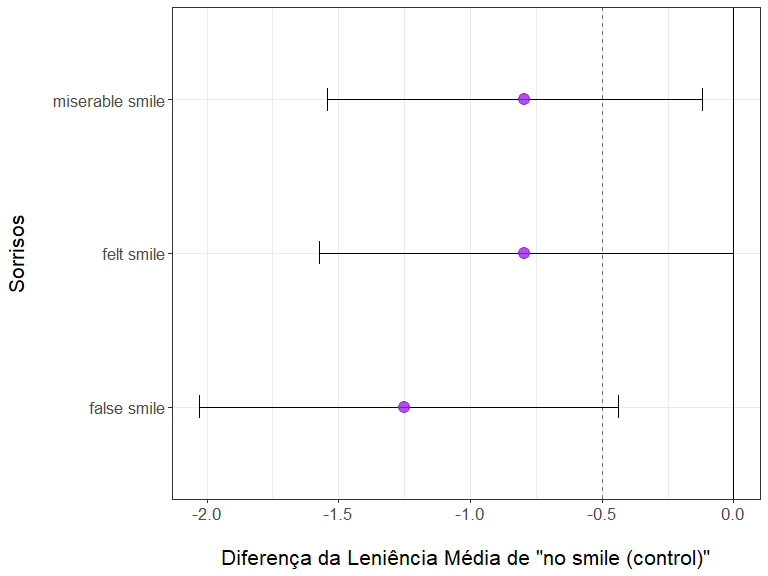 miserable smile
felt smile
false smile
Sorrisos
-2.0 -1.5 -1.0 -0.5 0.0
Diferença da Leniência Média de "no smile (control)"